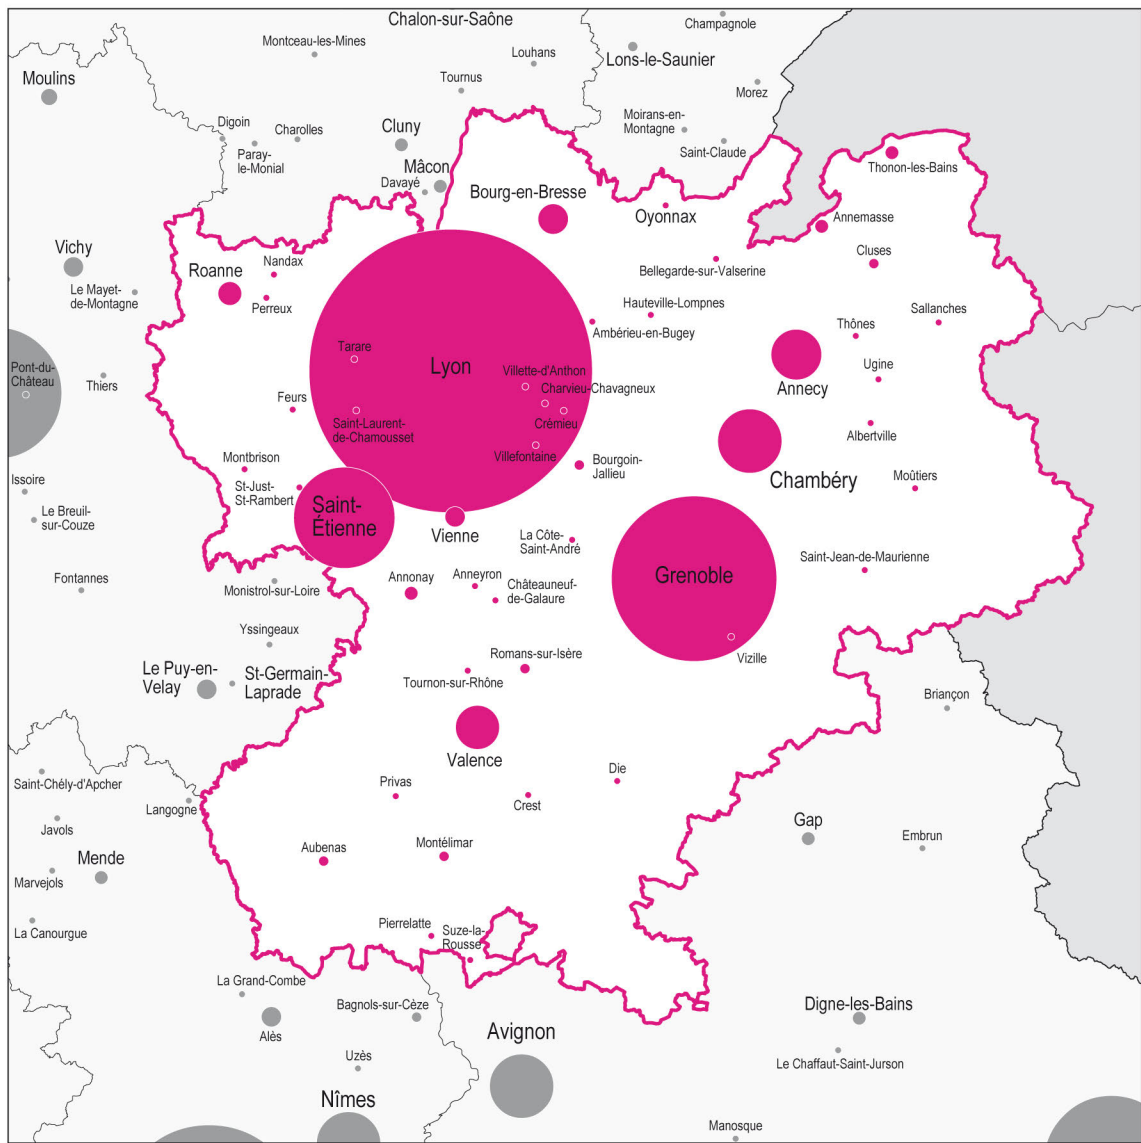 Chalon-sur-Saône
Champagnole
Montceau-les-Mines
Louhans
Lons-le-Saunier
Moulins
Tournus
Morez
Digoin
Charolles
Cluny
Moirans-en-
Montagne
Paray-
le-Monial
Saint-Claude
Mâcon
Davayé
Thonon-les-Bains
Bourg-en-Bresse
Oyonnax
Annemasse
Vichy
Roanne
Nandax
Cluses
Bellegarde-sur-Valserine
Le Mayet-
de-Montagne
Perreux
Hauteville-Lompnes
Sallanches
Ambérieu-en-Bugey
Thônes
Tarare
Lyon
Pont-du-
Château
Thiers
Villette-d'Anthon
Charvieu-Chavagneux
Annecy
Ugine
Feurs
Saint-Laurent-
de-Chamousset
Crémieu
Albertville
Villefontaine
Montbrison
Bourgoin-
Jallieu
Chambéry
Moûtiers
St-Just-
St-Rambert
Issoire
Le Breuil-
sur-Couze
Saint-
Étienne
Vienne
La Côte-
Saint-André
Saint-Jean-de-Maurienne
Grenoble
Fontannes
Monistrol-sur-Loire
Annonay
Anneyron
Châteauneuf-
de-Galaure
Yssingeaux
Vizille
Romans-sur-Isère
Tournon-sur-Rhône
Le Puy-en-
Velay
St-Germain-
Laprade
Briançon
Valence
Die
Saint-Chély-d'Apcher
Langogne
Privas
Crest
Javols
Gap
Embrun
Mende
Aubenas
Montélimar
Marvejols
La Canourgue
Pierrelatte
Suze-la-
Rousse
La Grand-Combe
Bagnols-sur-Cèze
Digne-les-Bains
Alès
Avignon
Uzès
Le Chaffaut-Saint-Jurson
Nîmes
Manosque